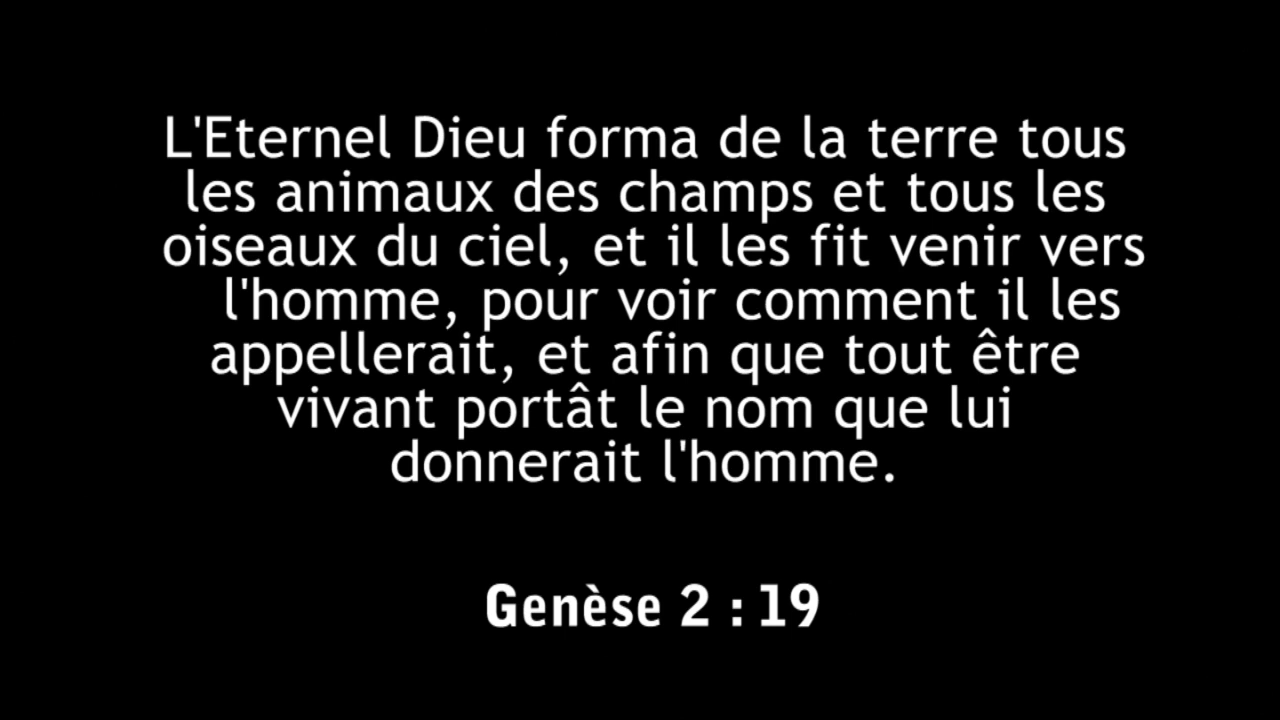 L'Eternel Dieu forma de la terre tous
les animaux des champs et tous les
oiseaux du ciel, et il les fit venir vers
l'homme, pour voir comment il les
appellerait, et afin que tout être
vivant portât le nom que lui
donnerait l'homme.
Genèse 2 : 19